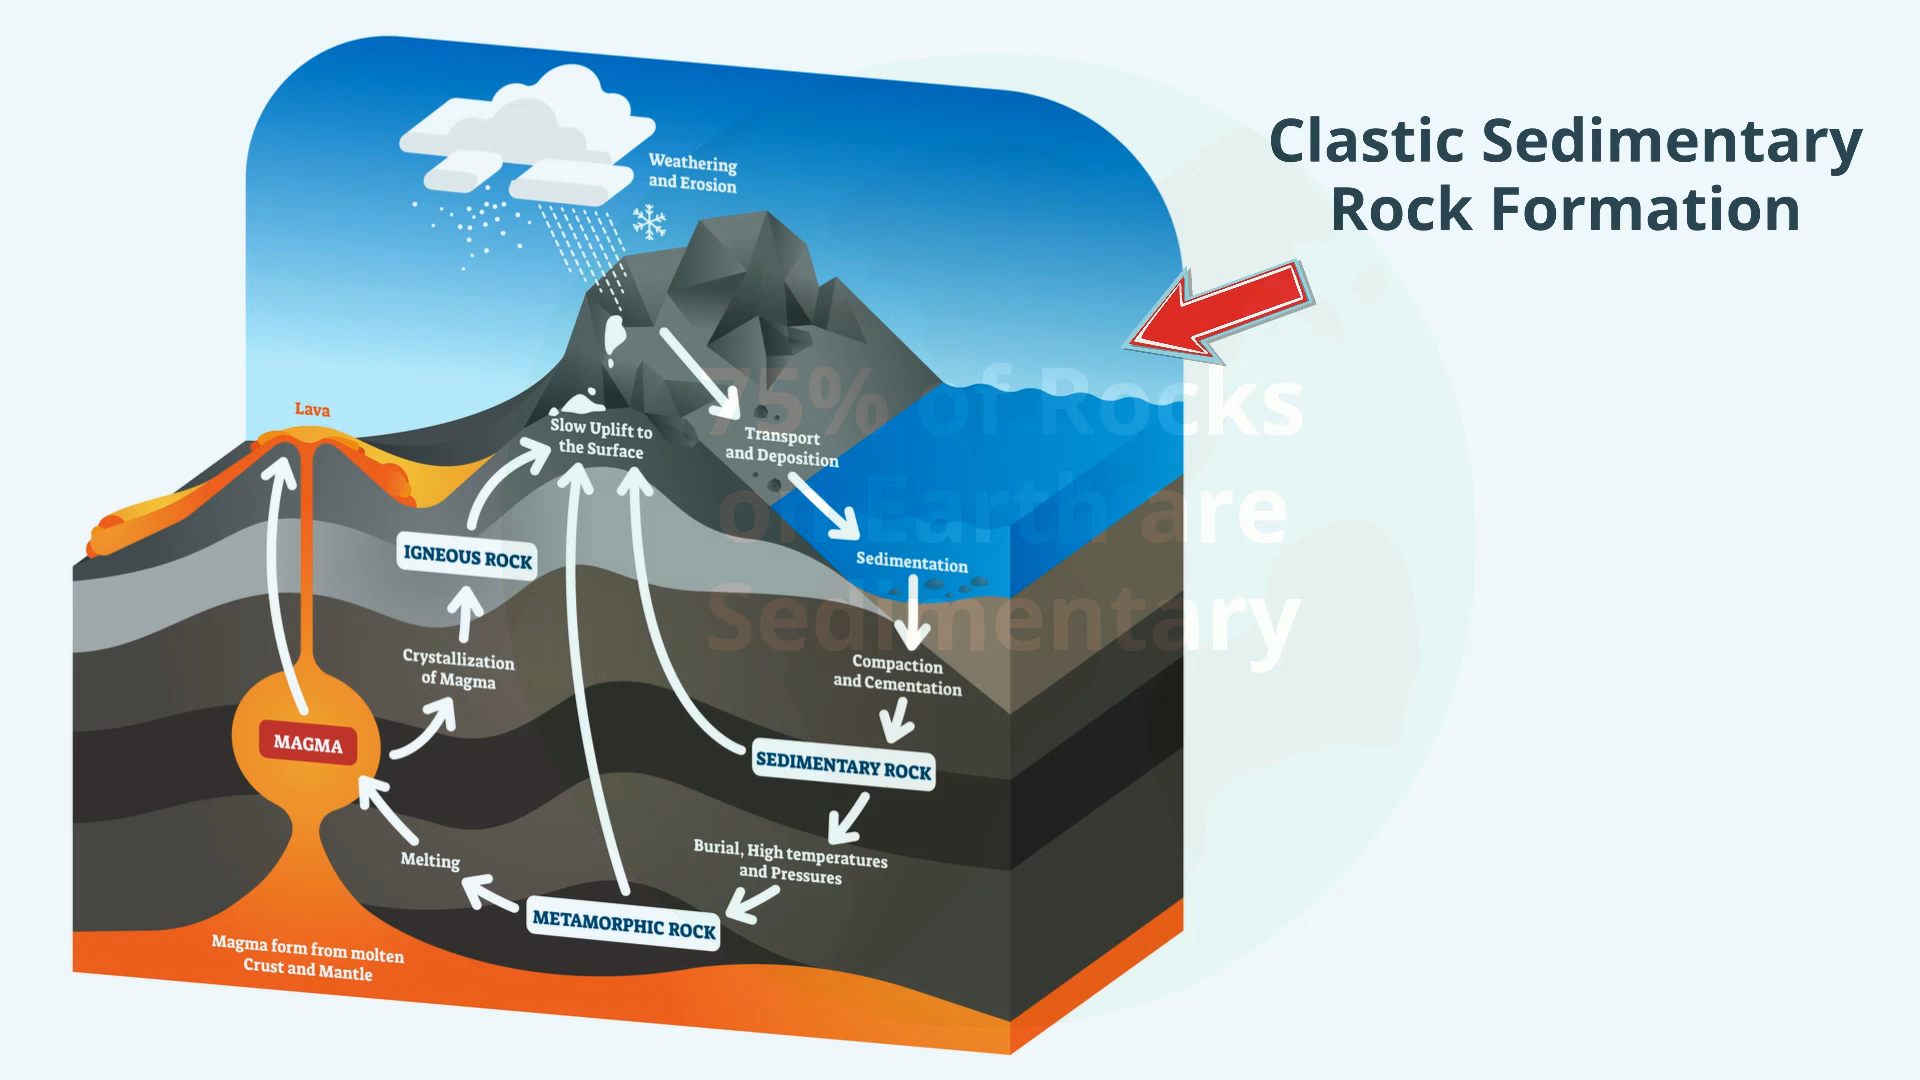 Clastic Sedimentary
Rock Formation
Weathering
and Erosion
Lava
Slow Uplift to
the Surface
Transport
and Deposition
75% of Rocks
on Earth are
Sedimentary
IGNEOUS ROCK
Sedimentation
Crystallization
of Magma
Compaction
and Cementation
MAGMA
SEDIMENTARY ROCK
Melting
Burial, High temperatures
and Pressures
METAMORPHIC ROCK
Magma form from molten
Crust and Mantle